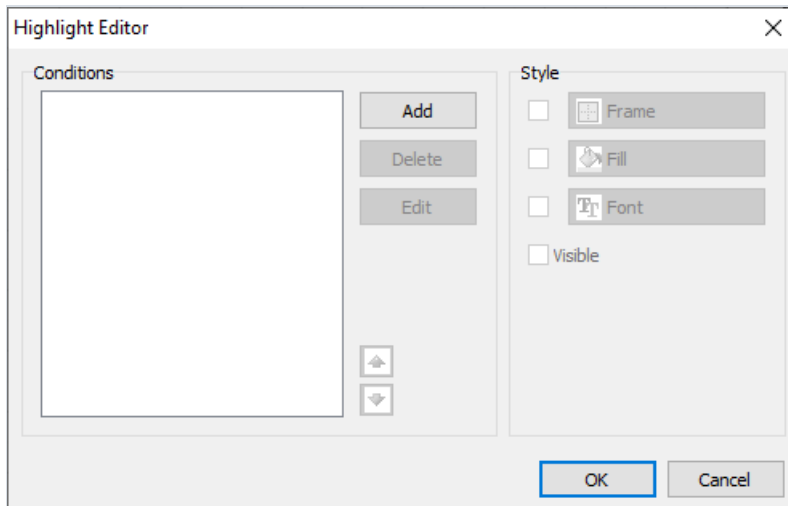 Highlight Editor
Conditions
Add
Delete
Edit
Style
Frame
Fill
Font
Visible
OK
Cancel